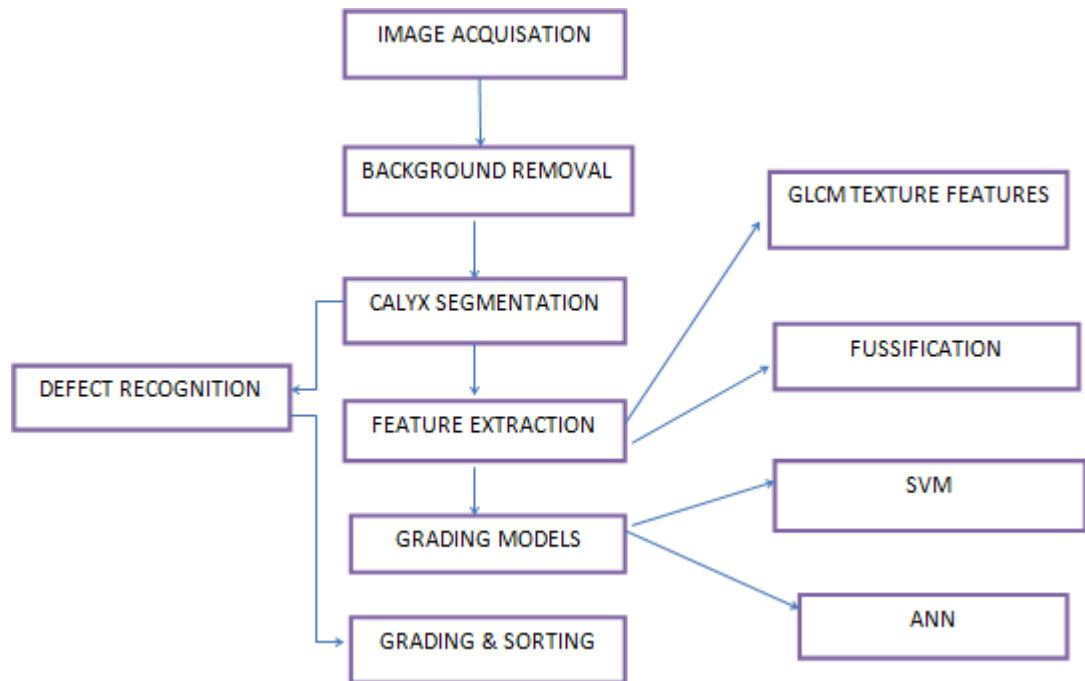 IMAGE ACQUISATION
BACKGROUND REMOVAL
GLCM TEXTURE FEATURES
CALYX SEGMENTATION
FUSSIFICATION
DEFECT RECOGNITION
FEATURE EXTRACTION
SVM
GRADING MODELS
ANN
GRADING & SORTING